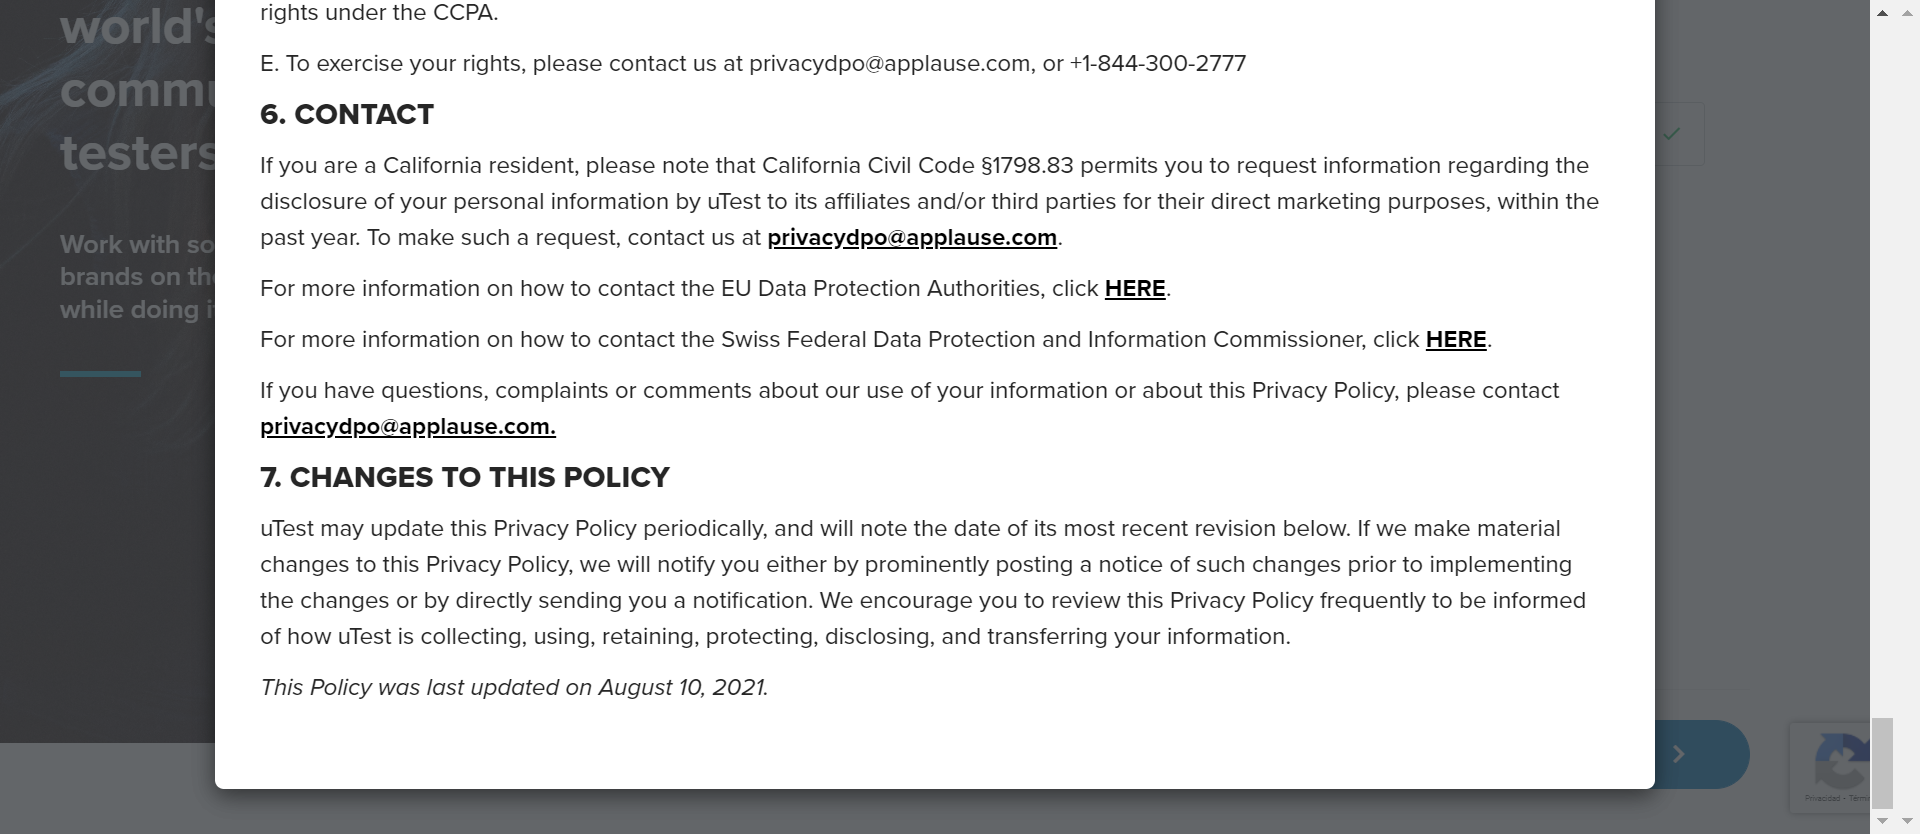 rights under the CCPA.
E. To exercise your rights, please contact us at privacydpo@applause.com, or +1-844-300-2777
6. CONTACT
If you are a California resident, please note that California Civil Code §1798.83 permits you to request information regarding the
disclosure of your personal information by uTest to its affiliates and/or third parties for their direct marketing purposes, within the
past year. To make such a request, contact us at privacydpo@applause.com.
For more information on how to contact the EU Data Protection Authorities, click HERE.
For more information on how to contact the Swiss Federal Data Protection and Information Commissioner, click HERE.
If you have questions, complaints or comments about our use of your information or about this Privacy Policy, please contact
privacydpo@applause.com.
7. CHANGES TO THIS POLICY
uTest may update this Privacy Policy periodically, and will note the date of its most recent revision below. If we make material
changes to this Privacy Policy, we will notify you either by prominently posting a notice of such changes prior to implementing
the changes or by directly sending you a notification. We encourage you to review this Privacy Policy frequently to be informed
of how uTest is collecting, using, retaining, protecting, disclosing, and transferring your information.
This Policy was last updated on August 10, 2021.
world's
testers
Work with so
brands on the
while doing
Privacidad -